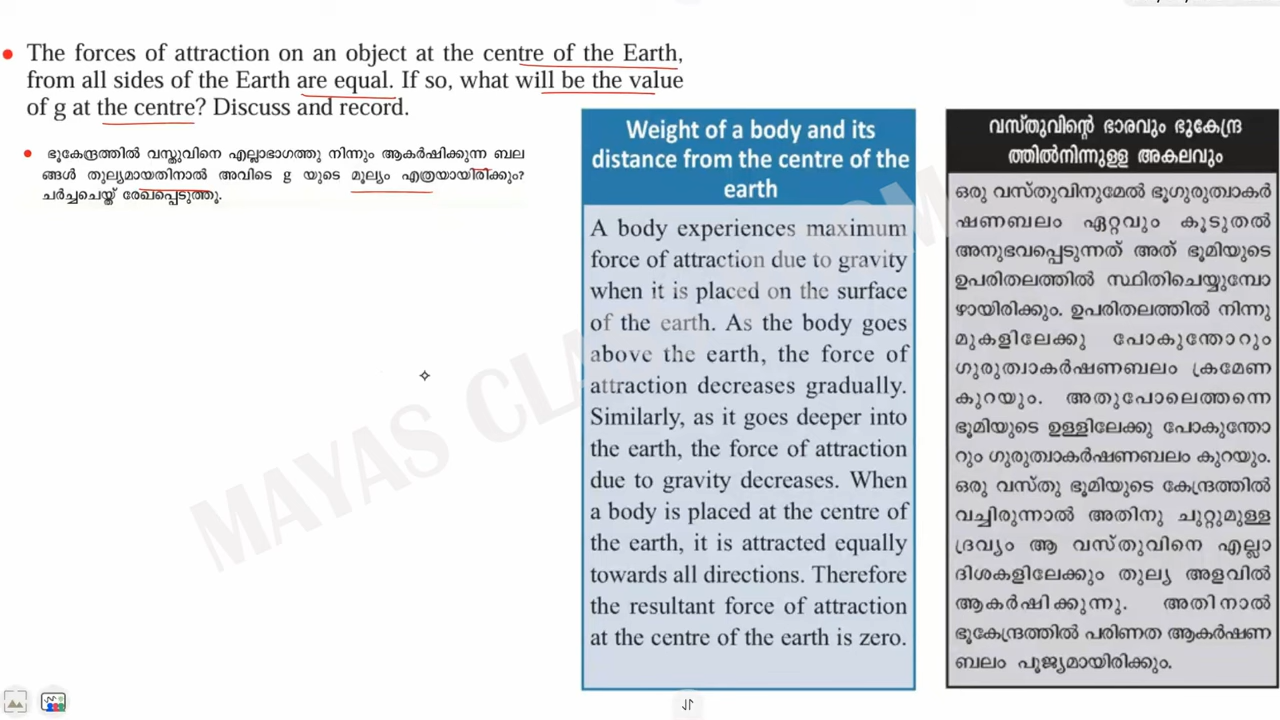 The forces of attraction on an object at the centre of the Earth,
from all sides of the Earth are equal. If so, what will be the value
of g at the centre? Discuss and record.
ഭൂകേന്ദ്രത്തിൽ വസ്തുവിനെ എല്ലാഭാഗത്തു നിന്നും ആകർഷിക്കുന്ന ബല
ങ്ങൾ തുല്യമായതിനാൽ അവിടെ g യുടെ മൂല്യം എത്രയായിരിക്കും?
ചർച്ചചെയ്ത് രേഖപ്പെടുത്തൂ.
Weight of a body and its
distance from the centre of the
earth
A body experiences maximum
force of attraction due to gravity
when it is placed on the surface
of the earth. As the body goes
above the earth, the force of
attraction decreases gradually.
Similarly, as it goes deeper into
the earth, the force of attraction
due to gravity decreases. When
a body is placed at the centre of
the earth, it is attracted equally
towards all directions. Therefore
the resultant force of attraction
at the centre of the earth is zero.
വസ്തുവിന്റെ ഭാരവും ഭൂകേന്ദ്ര
ത്തിൽനിന്നുള്ള അകലവും
ഒരു വസ്തുവിനുമേൽ ഭൂഗുരുത്വാകർ
ഷണബലം ഏറ്റവും കൂടുതൽ
അനുഭവപ്പെടുന്നത് അത് ഭൂമിയുടെ
ഉപരിതലത്തിൽ സ്ഥിതിചെയ്യുമ്പോ
ഴായിരിക്കും. ഉപരിതലത്തിൽ നിന്നു
മുകളിലേക്കു പോകുന്തോറും
ഗുരുത്വാകർഷണബലം ക്രമേണ
കുറയും. അതുപോലെത്തന്നെ
ഭൂമിയുടെ ഉള്ളിലേക്കു പോകുന്തോ
റും ഗുരുത്വാകർഷണബലം കുറയും.
ഒരു വസ്തു ഭൂമിയുടെ കേന്ദ്രത്തിൽ
വച്ചിരുന്നാൽ അതിനു ചുറ്റുമുള്ള
ദ്രവ്യം ആ വസ്തുവിനെ എല്ലാ
ദിശകളിലേക്കും തുല്യ അളവിൽ
ആകർഷിക്കുന്നു. അതിനാൽ
ഭൂകേന്ദ്രത്തിൽ പരിണത ആകർഷണ
ബലം പൂജ്യമായിരിക്കും.